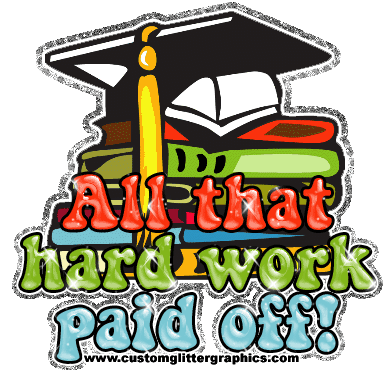 All that
hard work
paid off!
www.customglittergraphics.com